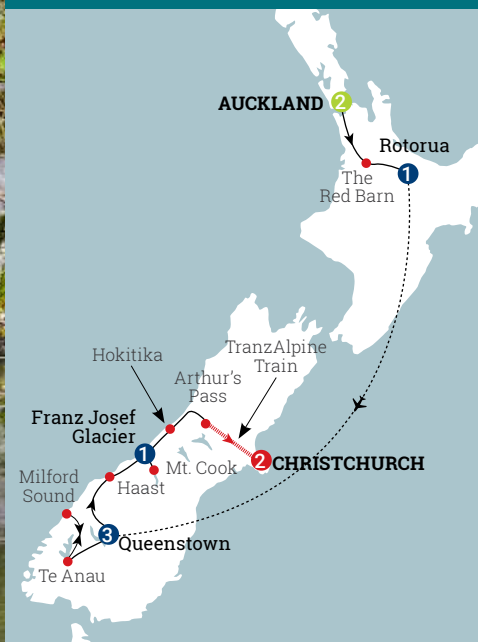 AUCKLAND 2
Rotorua
1
The
Red Barn
TranzAlpine
Train
Hokitika
Arthur's
Pass
Franz Josef
Glacier
1
2 CHRISTCHURCH
Mt. Cook
Milford
Sound
Haast
3
Queenstown
Te Anau